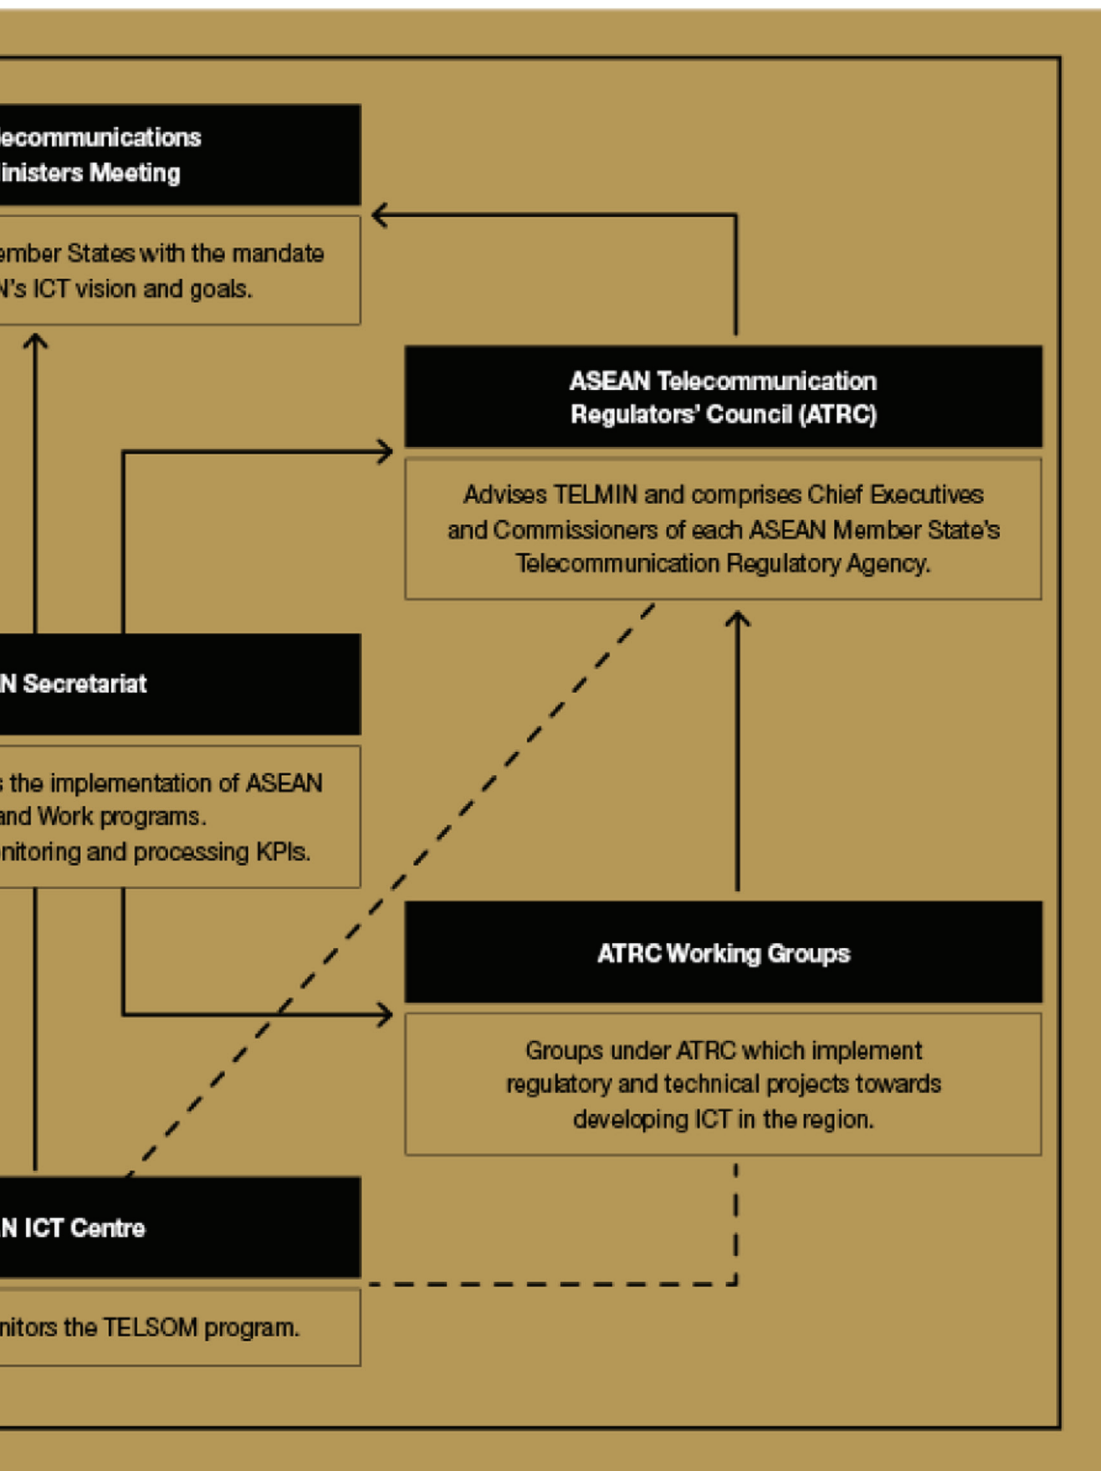 lecommunications
inisters Meeting
ember States with the mandate
N's ICT vision and goals.
ASEAN Telecommunication
Regulators' Council (ATRC)
Advises TELMIN and comprises Chief Executives
and Commissioners of each ASEAN Member State's
Telecommunication Regulatory Agency.
N Secretariat
s the implementation of ASEAN
and Work programs.
nitoring and processing KPIs.
ATRC Working Groups
Groups under ATRC which implement
regulatory and technical projects towards
developing ICT in the region.
N ICT Centre
nitors the TELSOM program.